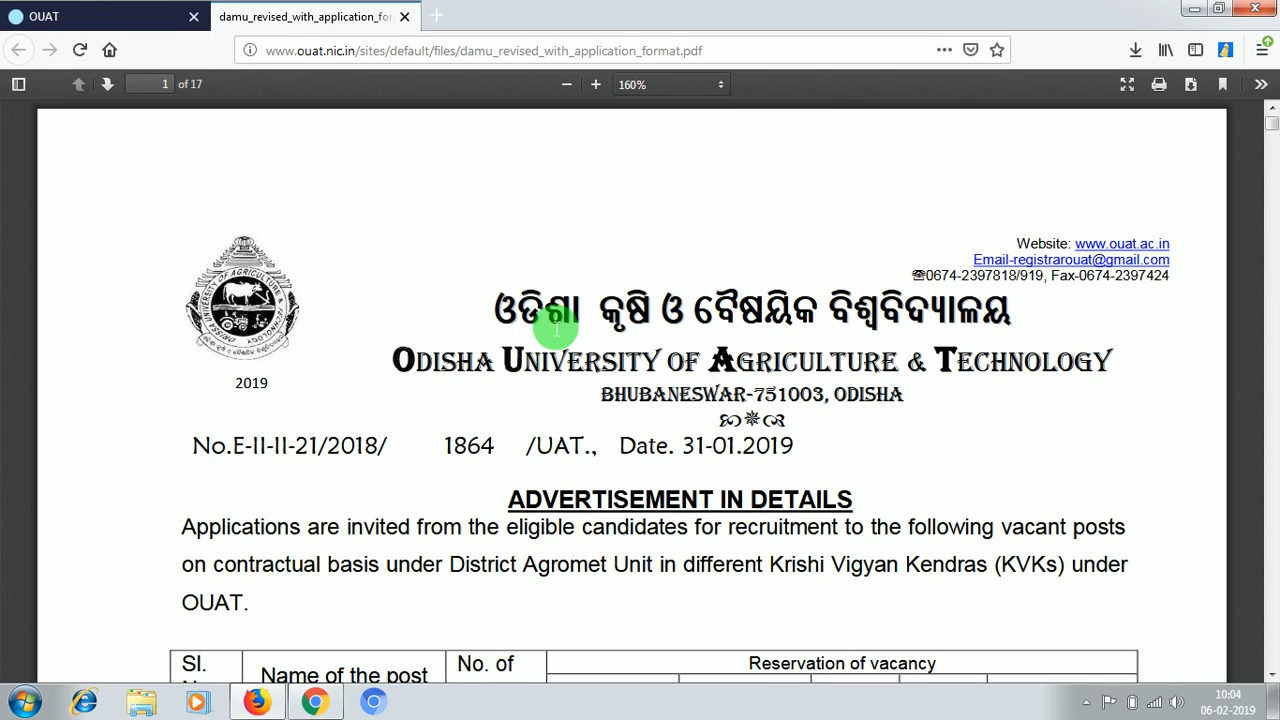 OUAT
damu_revised_with_application_for
www.ouat.nic.in/sites/default/files/damu_revised_with_application_format.pdf
1 of 17
160%
Website: www.ouat.ac.in
Email-registrarouat@gmail.com
☎0674-2397818/919, Fax-0674-2397424
ଓଡିଶା କୃଷି ଓ ବୈଷୟିକ ବିଶ୍ୱବିଦ୍ୟାଳୟ
ODISHA UNIVERSITY OF AGRICULTURE & TECHNOLOGY
BHUBANESWAR-751003, ODISHA
2019
No.E-II-II-21/2018/ 1864 /UAT., Date. 31-01.2019
ADVERTISEMENT IN DETAILS
Applications are invited from the eligible candidates for recruitment to the following vacant posts
on contractual basis under District Agromet Unit in different Krishi Vigyan Kendras (KVKs) under
OUAT.
Sl.
Name of the post
No. of
Reservation of vacancy
10:04
06-02-2019